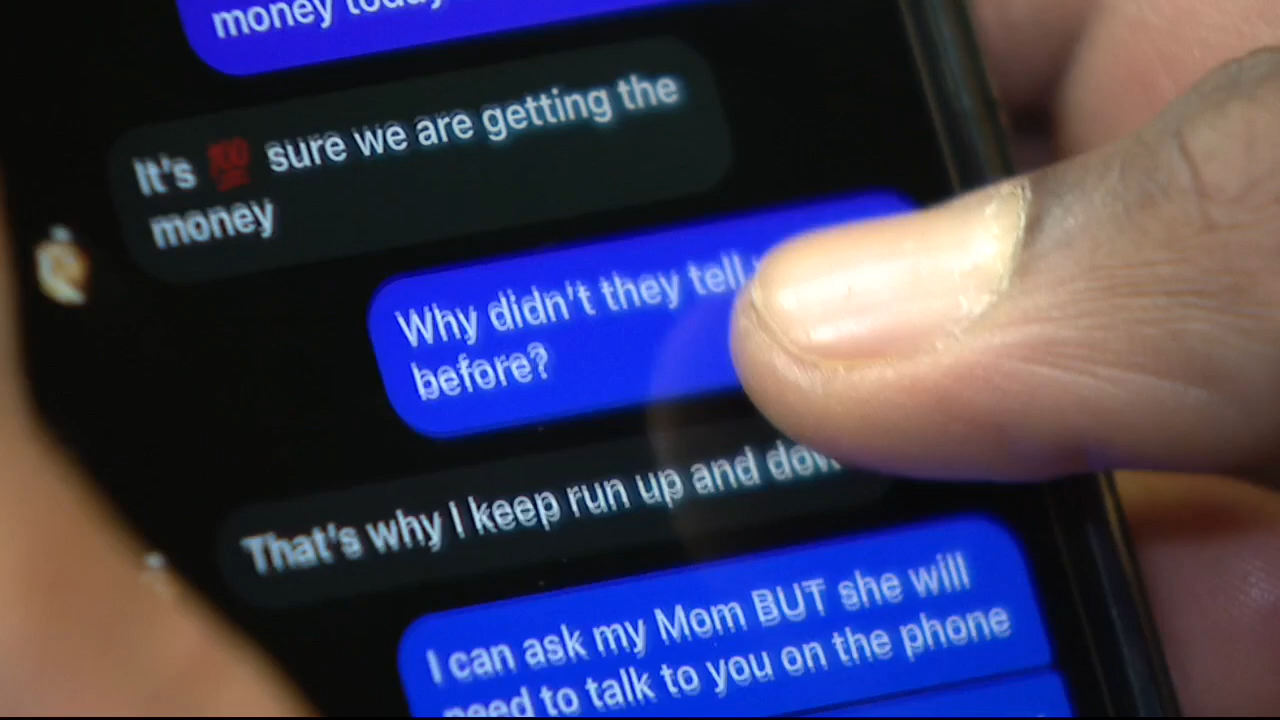 money today
It's 💯 sure we are getting the
money
Why didn't they tell
before?
That's why I keep run up and down
I can ask my Mom BUT she will
need to talk to you on the phone